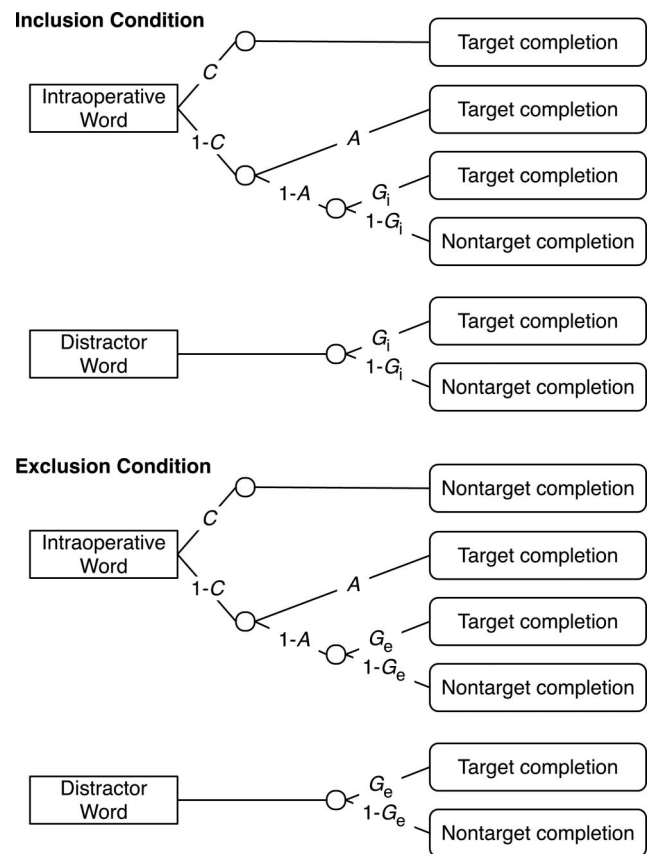 Inclusion Condition
Target completion
C
Intraoperative
Word
Target completion
1-C
A
Target completion
1-A
Gi
1-Gi
Nontarget completion
Target completion
Distractor
Word
Gi
1-Gi
Nontarget completion
Exclusion Condition
Nontarget completion
C
Intraoperative
Word
Target completion
1-C
A
Target completion
1-A
Ge
1-Ge
Nontarget completion
Target completion
Distractor
Word
Ge
1-Ge
Nontarget completion